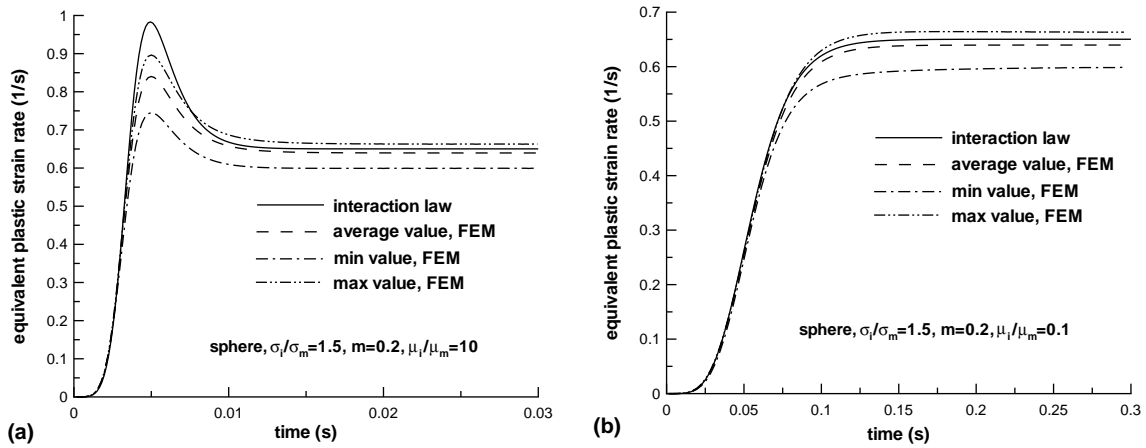 1
0.9
0.8
0.7
0.6
0.5
0.4
0.3
0.2
0.1
0
equivalent plastic strain rate (1/s)
interaction law
average value, FEM
min value, FEM
max value, FEM
sphere, σi/σm=1.5, m=0.2, μi/μm=10
0 0.01 0.02 0.03
time (s)
(a)
0.7
0.6
0.5
0.4
0.3
0.2
0.1
0
equivalent plastic strain rate (1/s)
interaction law
average value, FEM
min value, FEM
max value, FEM
sphere, σi/σm=1.5, m=0.2, μi/μm=0.1
0 0.05 0.1 0.15 0.2 0.25 0.3
time (s)
(b)